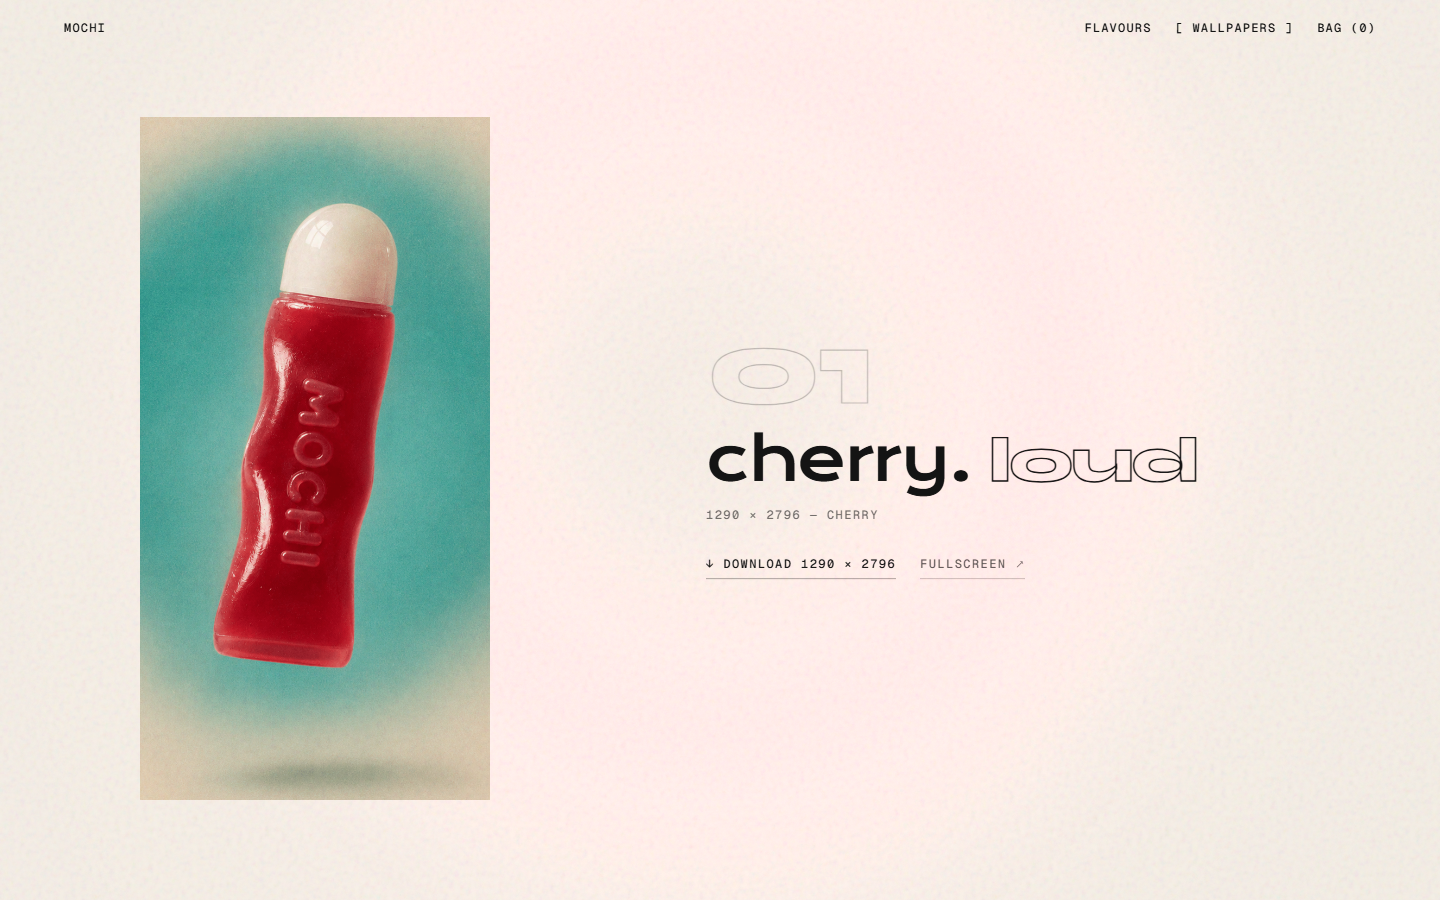 MOCHI
FLAVOURS [ WALLPAPERS ] BAG (0)
MOCHI
01
cherry. loud
1290 × 2796 — CHERRY
↓ DOWNLOAD 1290 × 2796 FULLSCREEN ↗